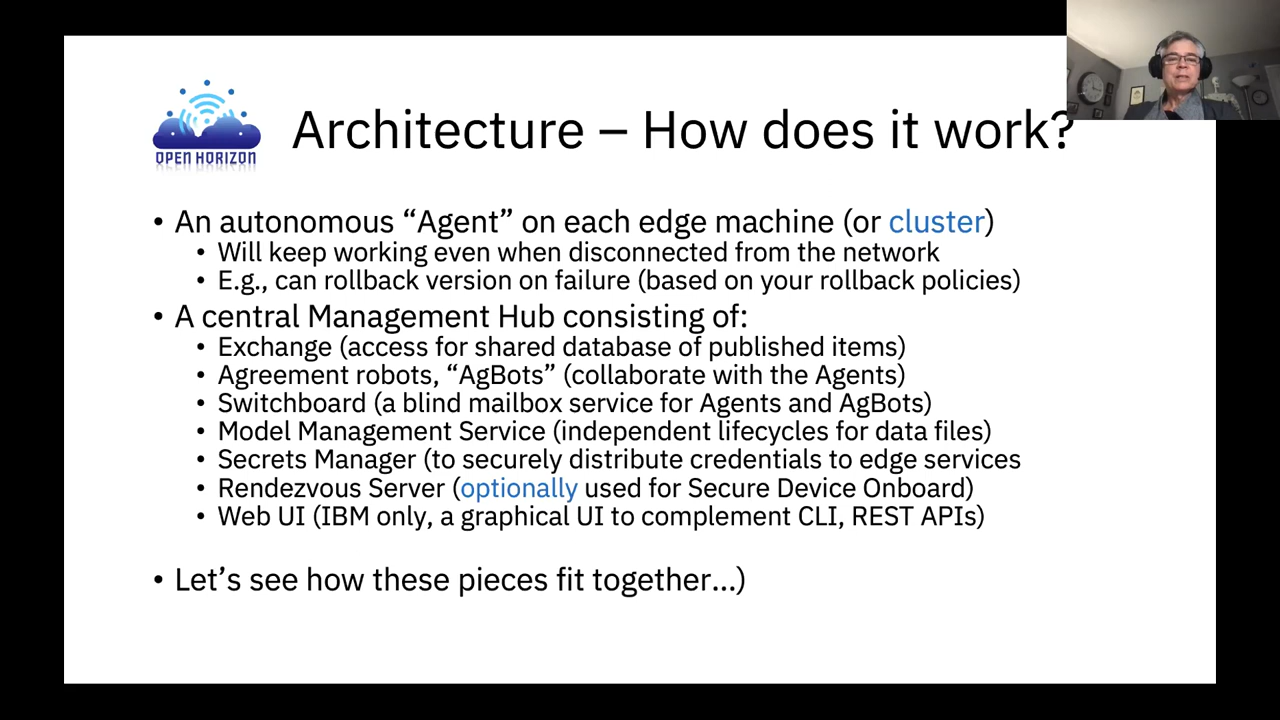 OPEN HORIZON
Architecture – How does it work?
• An autonomous “Agent” on each edge machine (or cluster)
• Will keep working even when disconnected from the network
• E.g., can rollback version on failure (based on your rollback policies)
• A central Management Hub consisting of:
• Exchange (access for shared database of published items)
• Agreement robots, “AgBots” (collaborate with the Agents)
• Switchboard (a blind mailbox service for Agents and AgBots)
• Model Management Service (independent lifecycles for data files)
• Secrets Manager (to securely distribute credentials to edge services
• Rendezvous Server (optionally used for Secure Device Onboard)
• Web UI (IBM only, a graphical UI to complement CLI, REST APIs)
• Let’s see how these pieces fit together...)